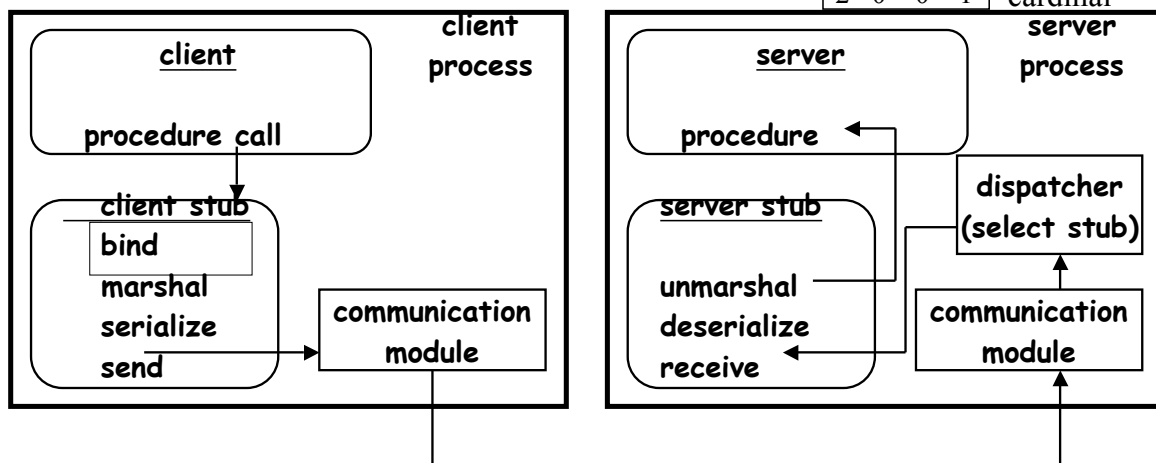 cardinal
client
process
client
procedure call
client stub
bind
marshal
serialize
send
communication
module
server
process
server
procedure
dispatcher
(select stub)
server stub
unmarshal
deserialize
receive
communication
module